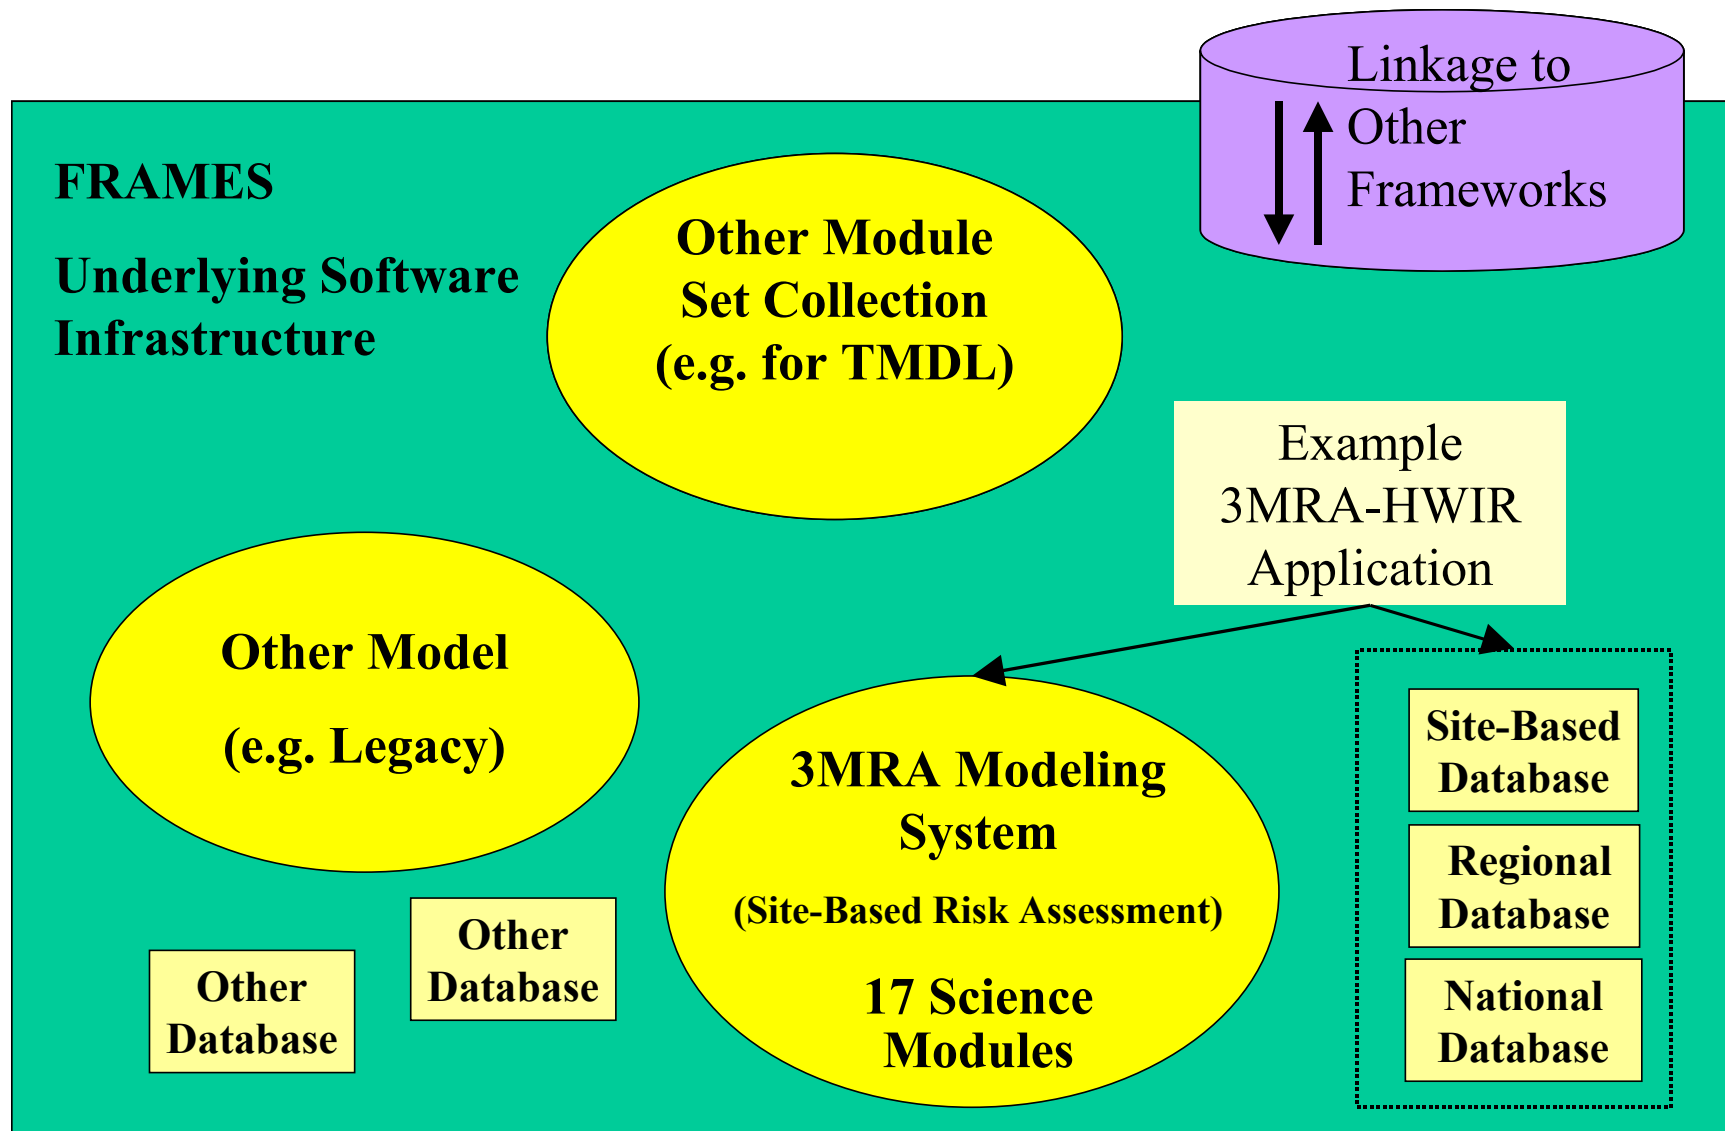 Linkage to
Other
Frameworks
FRAMES
Underlying Software
Infrastructure
Other Module
Set Collection
(e.g. for TMDL)
Example
3MRA-HWIR
Application
Other Model
(e.g. Legacy)
3MRA Modeling
System
(Site-Based Risk Assessment)
17 Science
Modules
Site-Based
Database
Regional
Database
National
Database
Other
Database
Other
Database